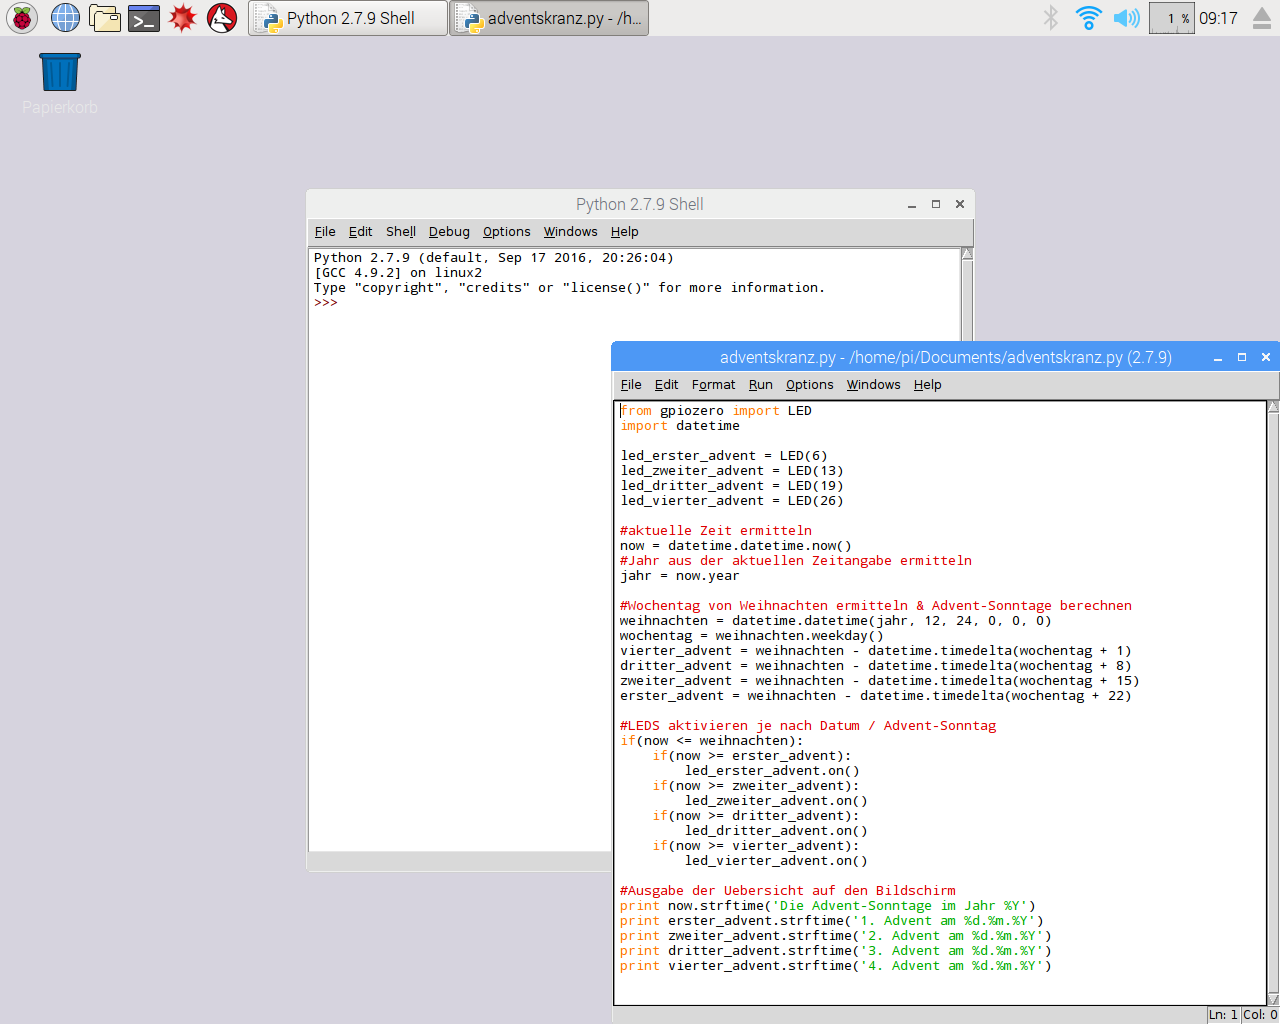 Python 2.7.9 Shell
adventskranz.py - /h...
1 %
09:17
Papierkorb
Python 2.7.9 Shell
File Edit Shell Debug Options Windows Help
Python 2.7.9 (default, Sep 17 2016, 20:26:04)
[GCC 4.9.2] on linux2
Type "copyright", "credits" or "license()" for more information.
>>>
adventskranz.py - /home/pi/Documents/adventskranz.py (2.7.9)
File Edit Format Run Options Windows Help
from gpiozero import LED
import datetime
led_erster_advent = LED(6)
led_zweiter_advent = LED(13)
led_dritter_advent = LED(19)
led_vierter_advent = LED(26)
#aktuelle Zeit ermitteln
now = datetime.datetime.now()
#Jahr aus der aktuellen Zeitangabe ermitteln
jahr = now.year
#Wochentag von Weihnachten ermitteln & Advent-Sonntage berechnen
weihnachten = datetime.datetime(jahr, 12, 24, 0, 0, 0)
wochentag = weihnachten.weekday()
vierter_advent = weihnachten - datetime.timedelta(wochentag + 1)
dritter_advent = weihnachten - datetime.timedelta(wochentag + 8)
zweiter_advent = weihnachten - datetime.timedelta(wochentag + 15)
erster_advent = weihnachten - datetime.timedelta(wochentag + 22)
#LEDS aktivieren je nach Datum / Advent-Sonntag
if(now <= weihnachten):
    if(now >= erster_advent):
        led_erster_advent.on()
    if(now >= zweiter_advent):
        led_zweiter_advent.on()
    if(now >= dritter_advent):
        led_dritter_advent.on()
    if(now >= vierter_advent):
        led_vierter_advent.on()
#Ausgabe der Uebersicht auf den Bildschirm
print now.strftime('Die Advent-Sonntage im Jahr %Y')
print erster_advent.strftime('1. Advent am %d.%m.%Y')
print zweiter_advent.strftime('2. Advent am %d.%m.%Y')
print dritter_advent.strftime('3. Advent am %d.%m.%Y')
print vierter_advent.strftime('4. Advent am %d.%m.%Y')
Ln: 1 Col: 0